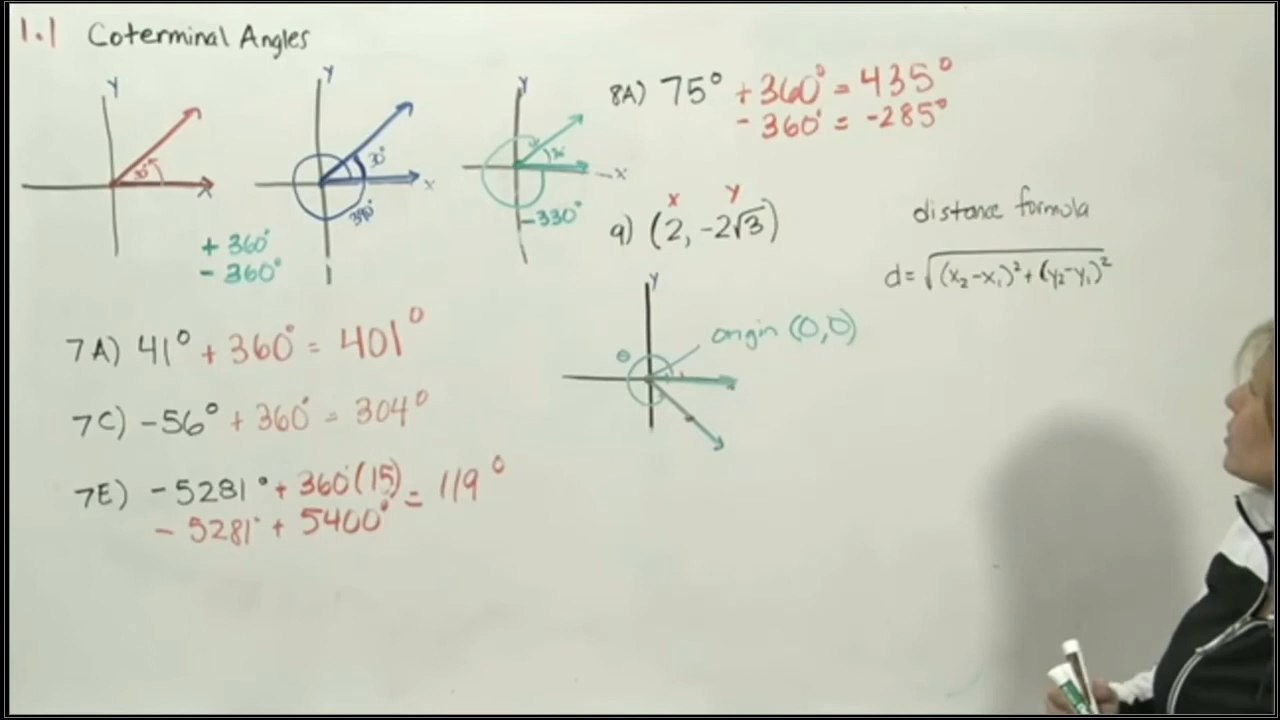 1.1 Coterminal Angles
Y
30°
X
Y
30°
X
390°
+ 360°
- 360°
Y
30°
X
-330°
7A) 41° + 360° = 401°
7C) -56° + 360° = 304°
7E) -5281° + 360°(15) = 119°
- 5281° + 5400°
8A) 75° + 360° = 435°
- 360° = -285°
x y
9) (2, -2√3)
Y
θ
origin (0,0)
distance formula
d = √(x₂-x₁)² + (y₂-y₁)²